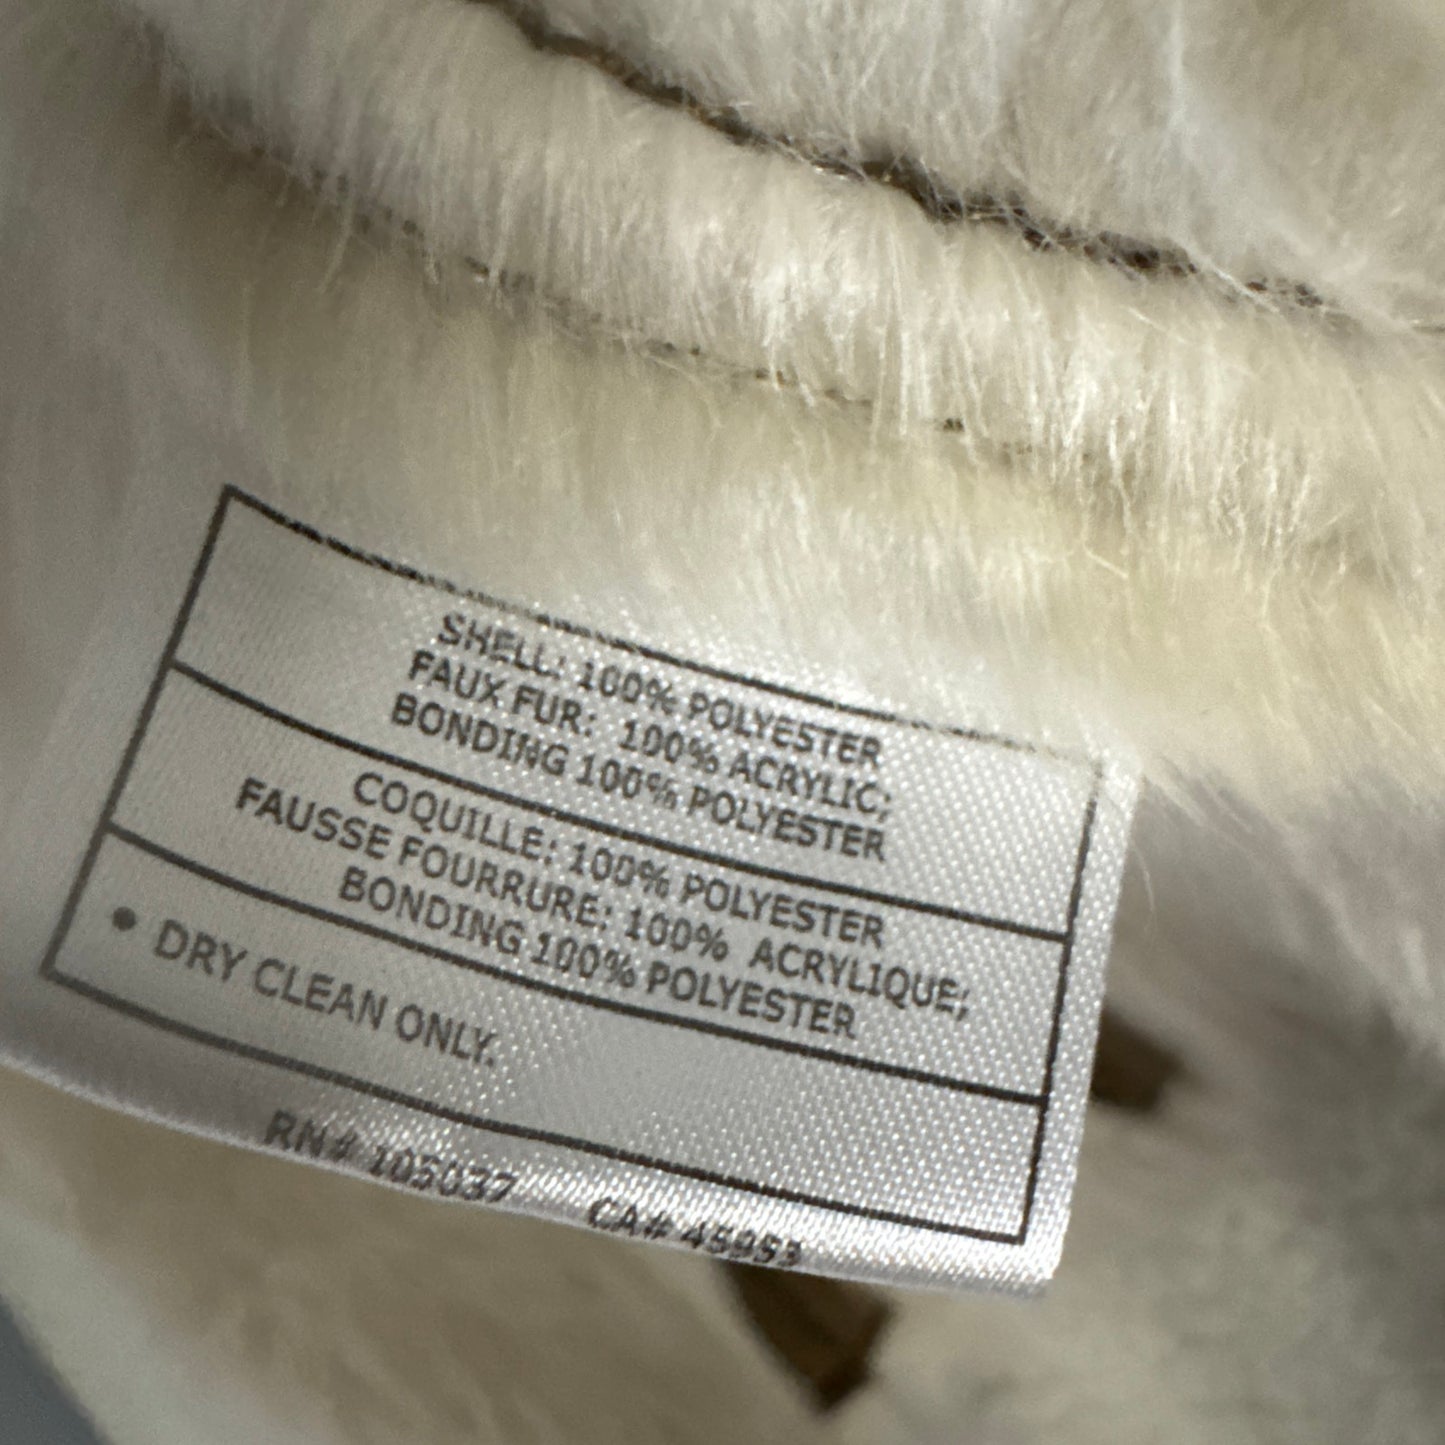 SHELL: 100% POLYESTER
FAUX FUR: 100% ACRYLIC;
BONDING 100% POLYESTER
COQUILLE: 100% POLYESTER
FAUSSE FOURRURE: 100% ACRYLIQUE;
BONDING 100% POLYESTER
• DRY CLEAN ONLY.
RN# 105037 CA# 45953